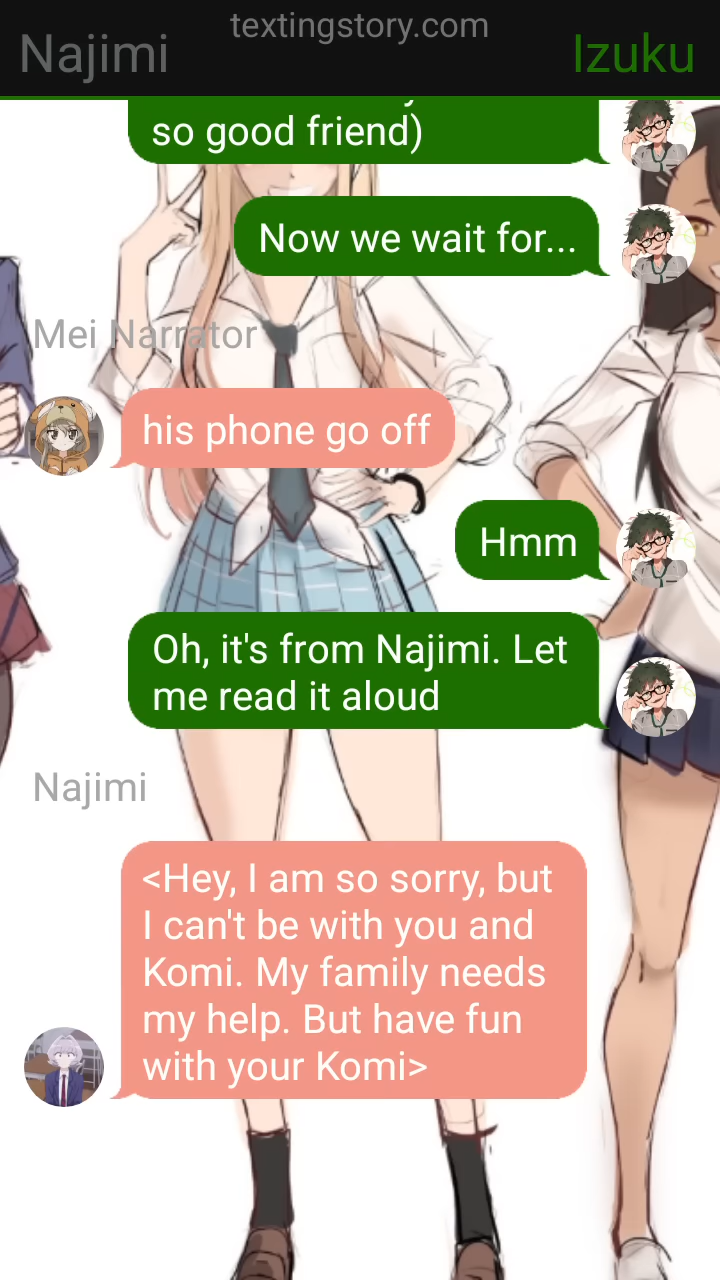 textingstory.com
Najimi
Izuku
so good friend)
Now we wait for...
Mei Narrator
his phone go off
Hmm
Oh, it's from Najimi. Let
me read it aloud
Najimi
<Hey, I am so sorry, but
I can't be with you and
Komi. My family needs
my help. But have fun
with your Komi>